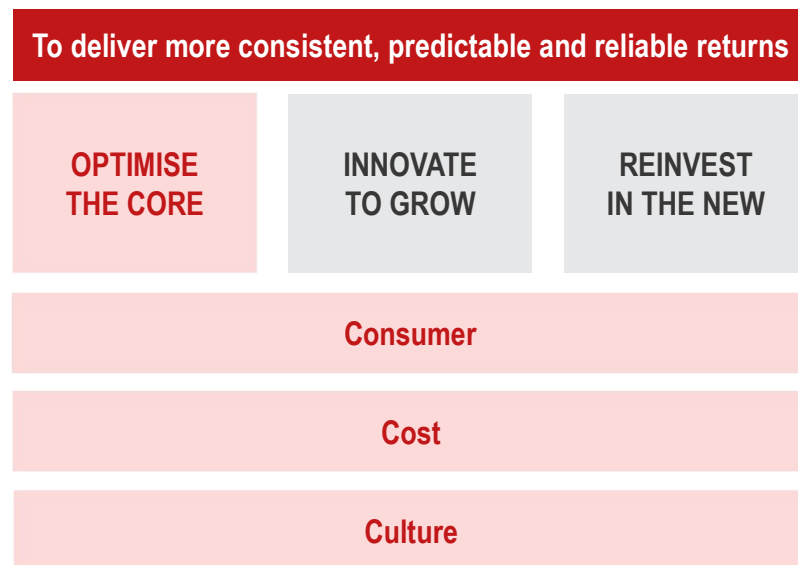 To deliver more consistent, predictable and reliable returns
OPTIMISE
THE CORE
INNOVATE
TO GROW
REINVEST
IN THE NEW
Consumer
Cost
Culture